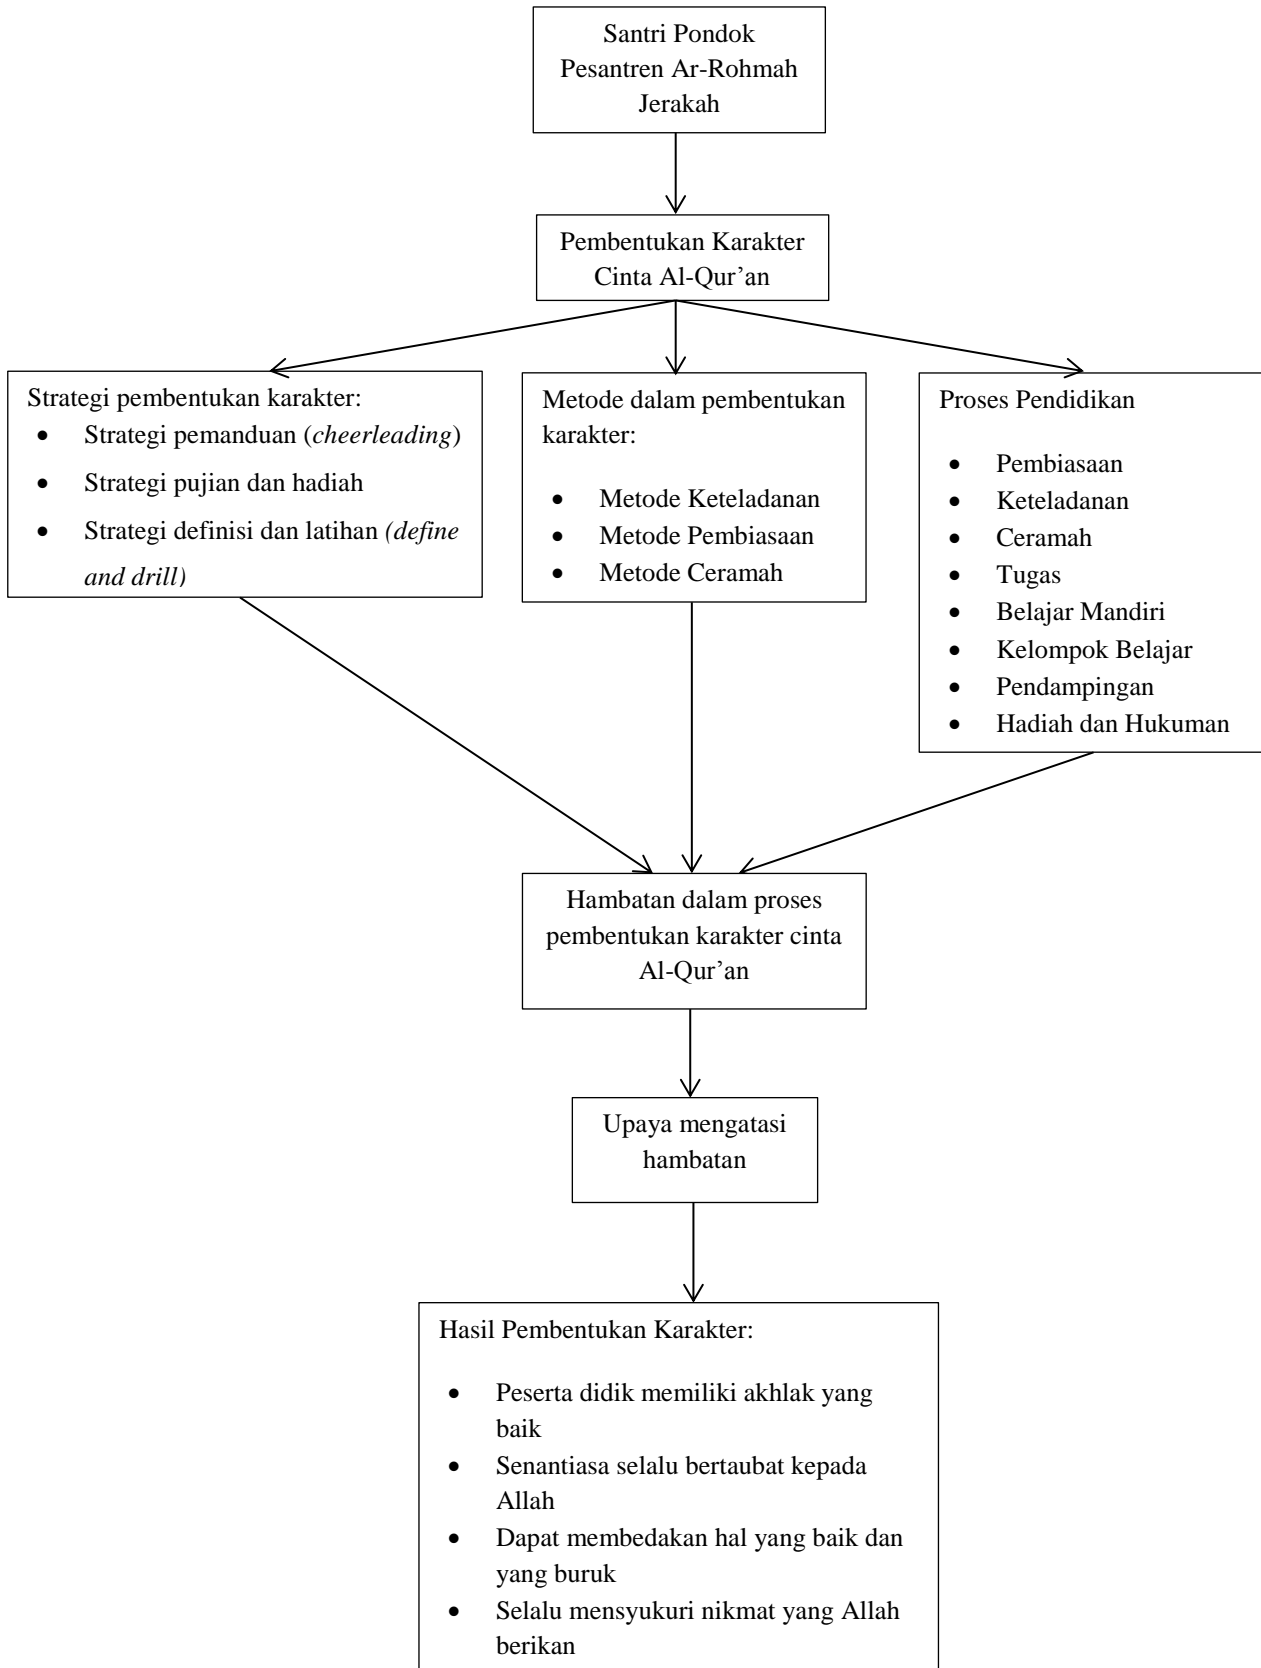 Santri Pondok
Pesantren Ar-Rohmah
Jerakah
Pembentukan Karakter
Cinta Al-Qur’an
Strategi pembentukan karakter:
• Strategi pemanduan (cheerleading)
• Strategi pujian dan hadiah
• Strategi definisi dan latihan (define
and drill)
Metode dalam pembentukan
karakter:
• Metode Keteladanan
• Metode Pembiasaan
• Metode Ceramah
Proses Pendidikan
• Pembiasaan
• Keteladanan
• Ceramah
• Tugas
• Belajar Mandiri
• Kelompok Belajar
• Pendampingan
• Hadiah dan Hukuman
Hambatan dalam proses
pembentukan karakter cinta
Al-Qur’an
Upaya mengatasi
hambatan
Hasil Pembentukan Karakter:
• Peserta didik memiliki akhlak yang
baik
• Senantiasa selalu bertaubat kepada
Allah
• Dapat membedakan hal yang baik dan
yang buruk
• Selalu mensyukuri nikmat yang Allah
berikan